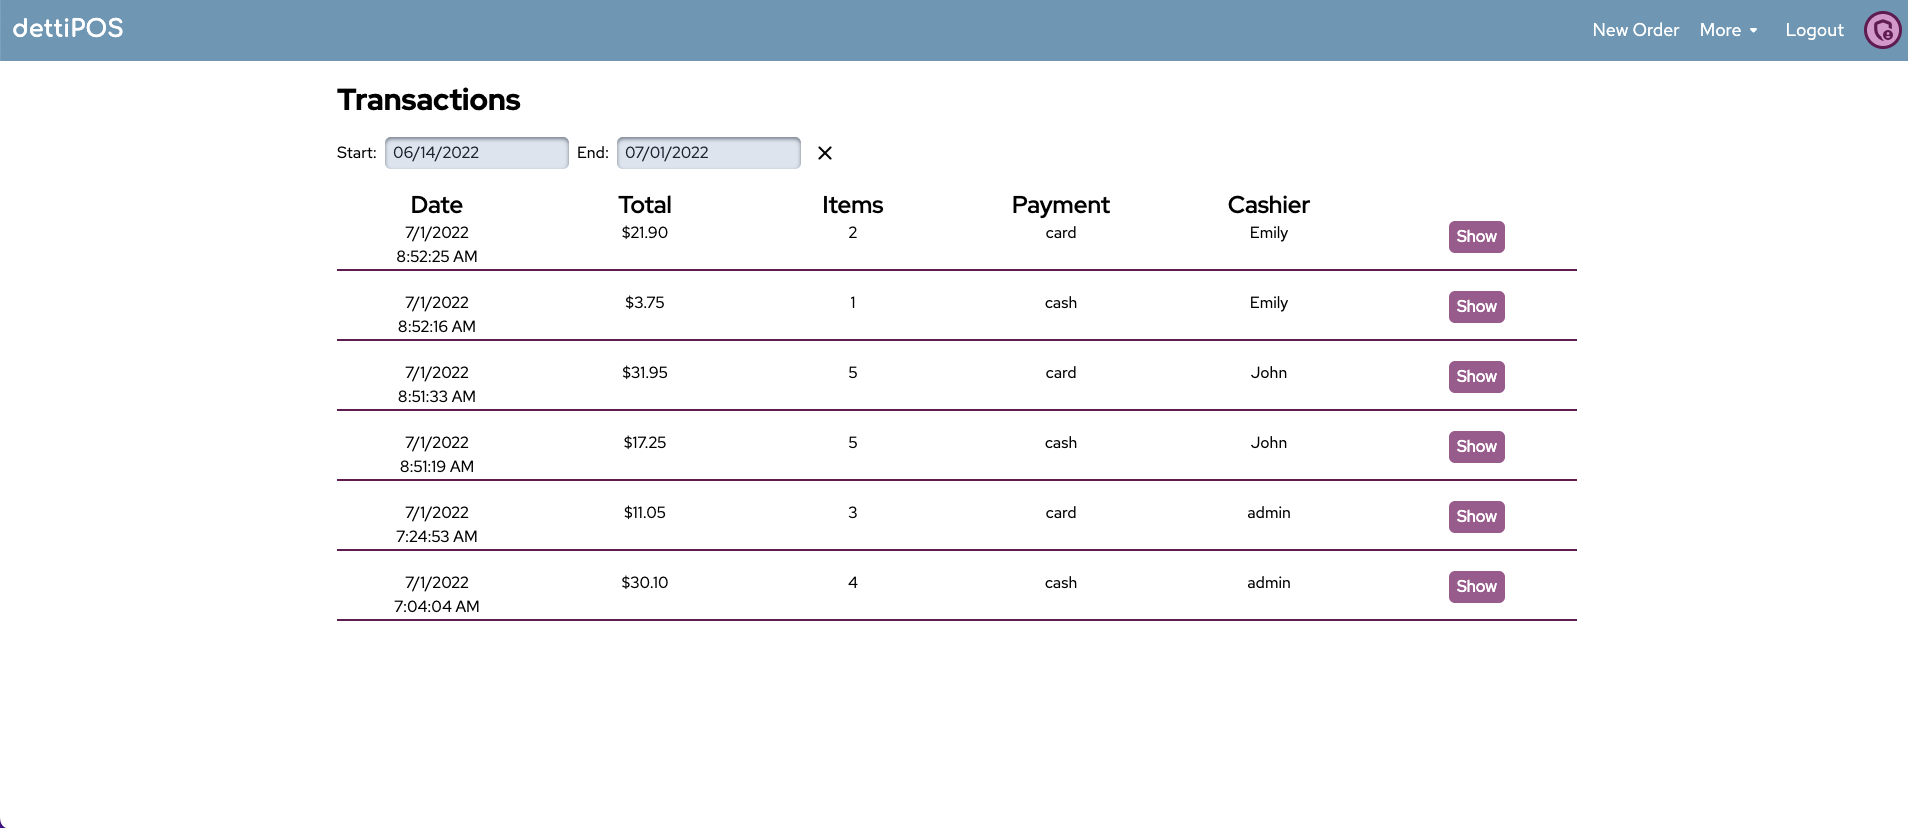 dettiPOS New Order More Logout
Transactions
Start: 06/14/2022 End: 07/01/2022
Date Total Items Payment Cashier
7/1/2022 $21.90 2 card Emily Show
8:52:25 AM
7/1/2022 $3.75 1 cash Emily Show
8:52:16 AM
7/1/2022 $31.95 5 card John Show
8:51:33 AM
7/1/2022 $17.25 5 cash John Show
8:51:19 AM
7/1/2022 $11.05 3 card admin Show
7:24:53 AM
7/1/2022 $30.10 4 cash admin Show
7:04:04 AM